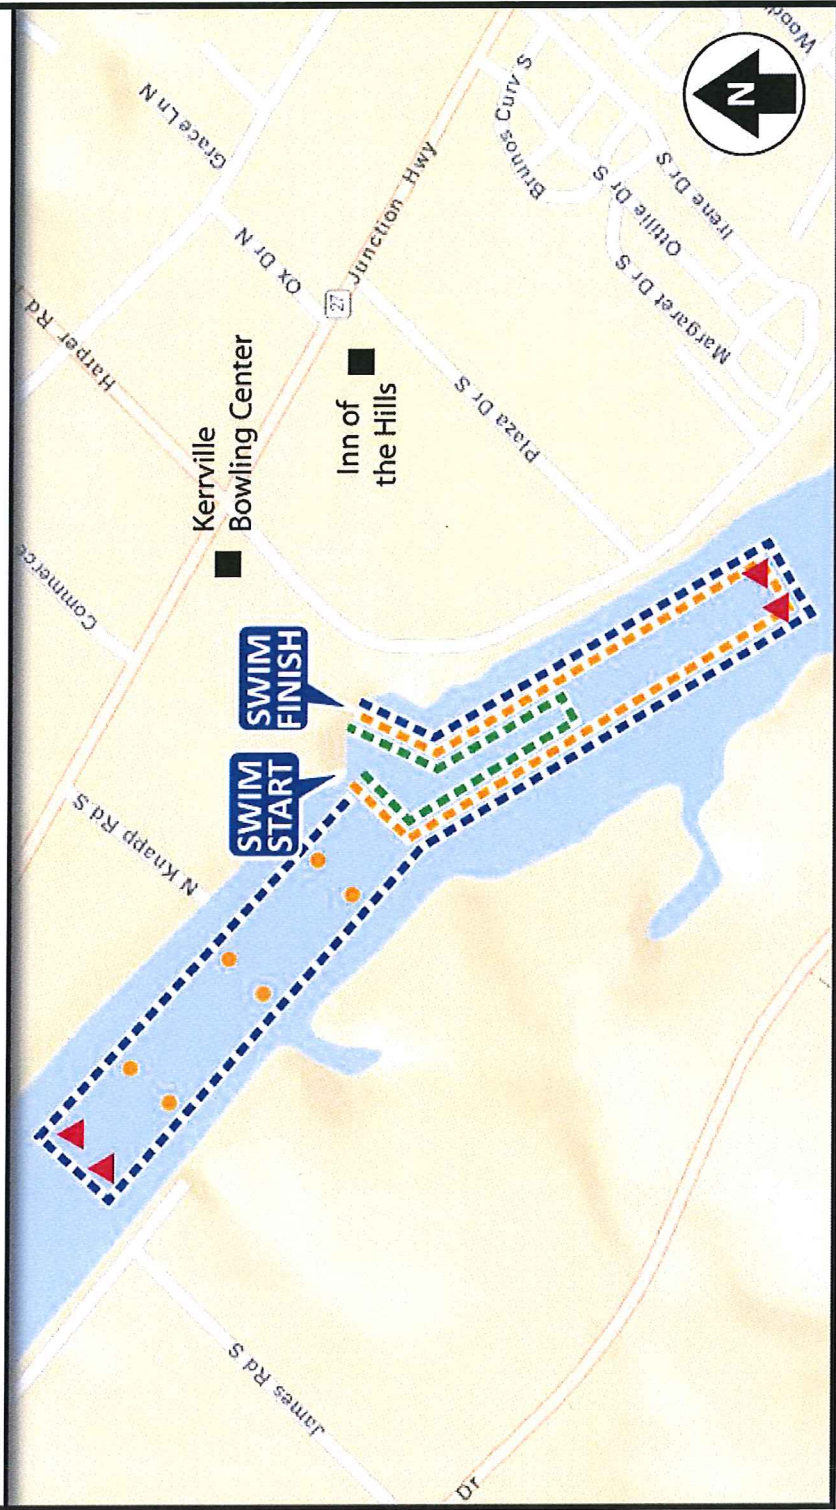 Grace Ln N
Ox Dr N
Harper Rd
Commerce
27
Junction Hwy
Kerrville
Bowling Center
Inn of
the Hills
Plaza Dr S
Brunos Curv S
Ottilie Dr S
Irene Dr S
Margaret Dr S
N
SWIM
FINISH
SWIM
START
N Knapp Rd S
James Rd S
Dr